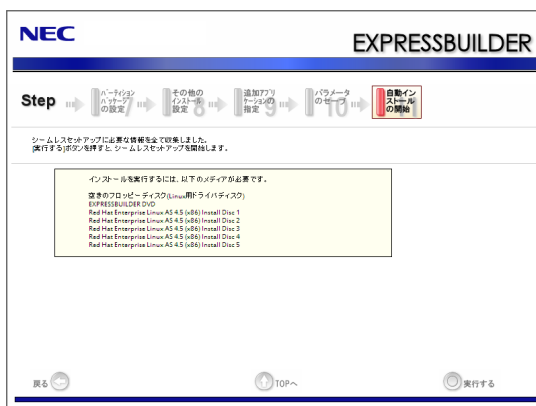 NEC
EXPRESSBUILDER
Step
パーティション
パッケージ
の設定
7
その他の
インストール
設定
8
追加アプリ
ケーションの
指定
9
パラメータ
のセーブ
10
自動イン
ストール
の開始
11
シームレスセットアップに必要な情報を全て収集しました。
[実行する]ボタンを押すと、シームレスセットアップを開始します。
インストールを実行するには、以下のメディアが必要です。
空きのフロッピーディスク(Linux用ドライバディスク)
EXPRESSBUILDER DVD
Red Hat Enterprise Linux AS 4.5 (x86) Install Disc 1
Red Hat Enterprise Linux AS 4.5 (x86) Install Disc 2
Red Hat Enterprise Linux AS 4.5 (x86) Install Disc 3
Red Hat Enterprise Linux AS 4.5 (x86) Install Disc 4
Red Hat Enterprise Linux AS 4.5 (x86) Install Disc 5
戻る
TOPへ
実行する